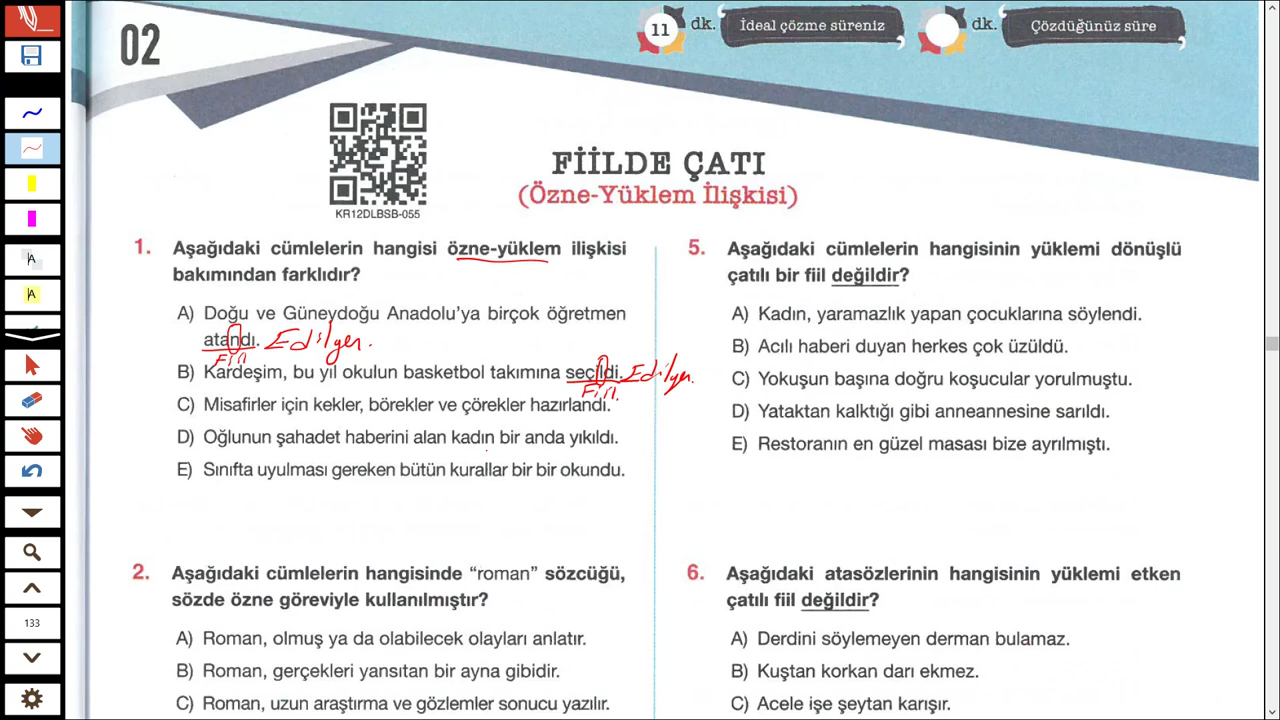 02
11 dk. İdeal çözme süreniz
dk. Çözdüğünüz süre
KR12DLBSB-055
FİİLDE ÇATI
(Özne-Yüklem İlişkisi)
1. Aşağıdaki cümlelerin hangisi özne-yüklem ilişkisi
bakımından farklıdır?
A) Doğu ve Güneydoğu Anadolu'ya birçok öğretmen
atandı. Edilgen.
Fiil
B) Kardeşim, bu yıl okulun basketbol takımına seçildi. Edilgen.
Fiil.
C) Misafirler için kekler, börekler ve çörekler hazırlandı.
D) Oğlunun şahadet haberini alan kadın bir anda yıkıldı.
E) Sınıfta uyulması gereken bütün kurallar bir bir okundu.
2. Aşağıdaki cümlelerin hangisinde “roman” sözcüğü,
sözde özne göreviyle kullanılmıştır?
A) Roman, olmuş ya da olabilecek olayları anlatır.
B) Roman, gerçekleri yansıtan bir ayna gibidir.
C) Roman, uzun araştırma ve gözlemler sonucu yazılır.
5. Aşağıdaki cümlelerin hangisinin yüklemi dönüşlü
çatılı bir fiil değildir?
A) Kadın, yaramazlık yapan çocuklarına söylendi.
B) Acılı haberi duyan herkes çok üzüldü.
C) Yokuşun başına doğru koşucular yorulmuştu.
D) Yataktan kalktığı gibi anneannesine sarıldı.
E) Restoranın en güzel masası bize ayrılmıştı.
6. Aşağıdaki atasözlerinin hangisinin yüklemi etken
çatılı fiil değildir?
A) Derdini söylemeyen derman bulamaz.
B) Kuştan korkan darı ekmez.
C) Acele işe şeytan karışır.
A
A
133